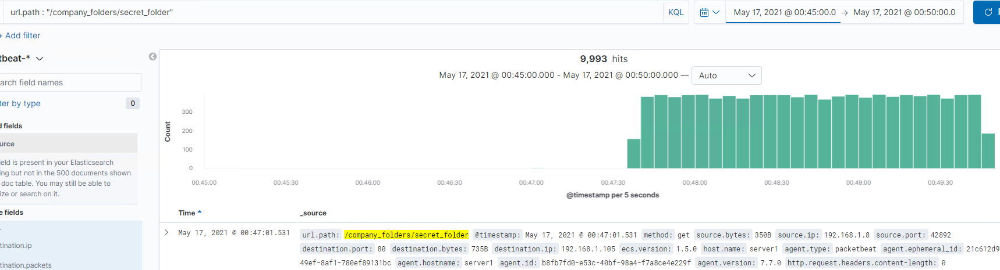 url.path : "/company_folders/secret_folder"
KQL
May 17, 2021 @ 00:45:00.0 → May 17, 2021 @ 00:50:00.0
+ Add filter
tbeat-*
9,993 hits
May 17, 2021 @ 00:45:00.000 - May 17, 2021 @ 00:50:00.000 —
Auto
arch field names
ter by type
0
d fields
urce
ield is present in your Elasticsearch
ing but not in the 500 documents shown
doc table. You may still be able to
ize or search on it.
e fields
tination.ip
tination.packets
Count
300
200
100
0
00:45:00 00:45:30 00:46:00 00:46:30 00:47:00 00:47:30 00:48:00 00:48:30 00:49:00 00:49:30
@timestamp per 5 seconds
Time _source
May 17, 2021 @ 00:47:01.531
url.path: /company_folders/secret_folder @timestamp: May 17, 2021 @ 00:47:01.531 method: get source.bytes: 350B source.ip: 192.168.1.8 source.port: 42892
destination.port: 80 destination.bytes: 735B destination.ip: 192.168.1.105 ecs.version: 1.5.0 host.name: server1 agent.type: packetbeat agent.ephemeral_id: 21c612d9
49ef-8af1-780ef89131bc agent.hostname: server1 agent.id: b8fb7fd0-e53c-40bf-98a4-f7a8ce4e229f agent.version: 7.7.0 http.request.headers.content-length: 0